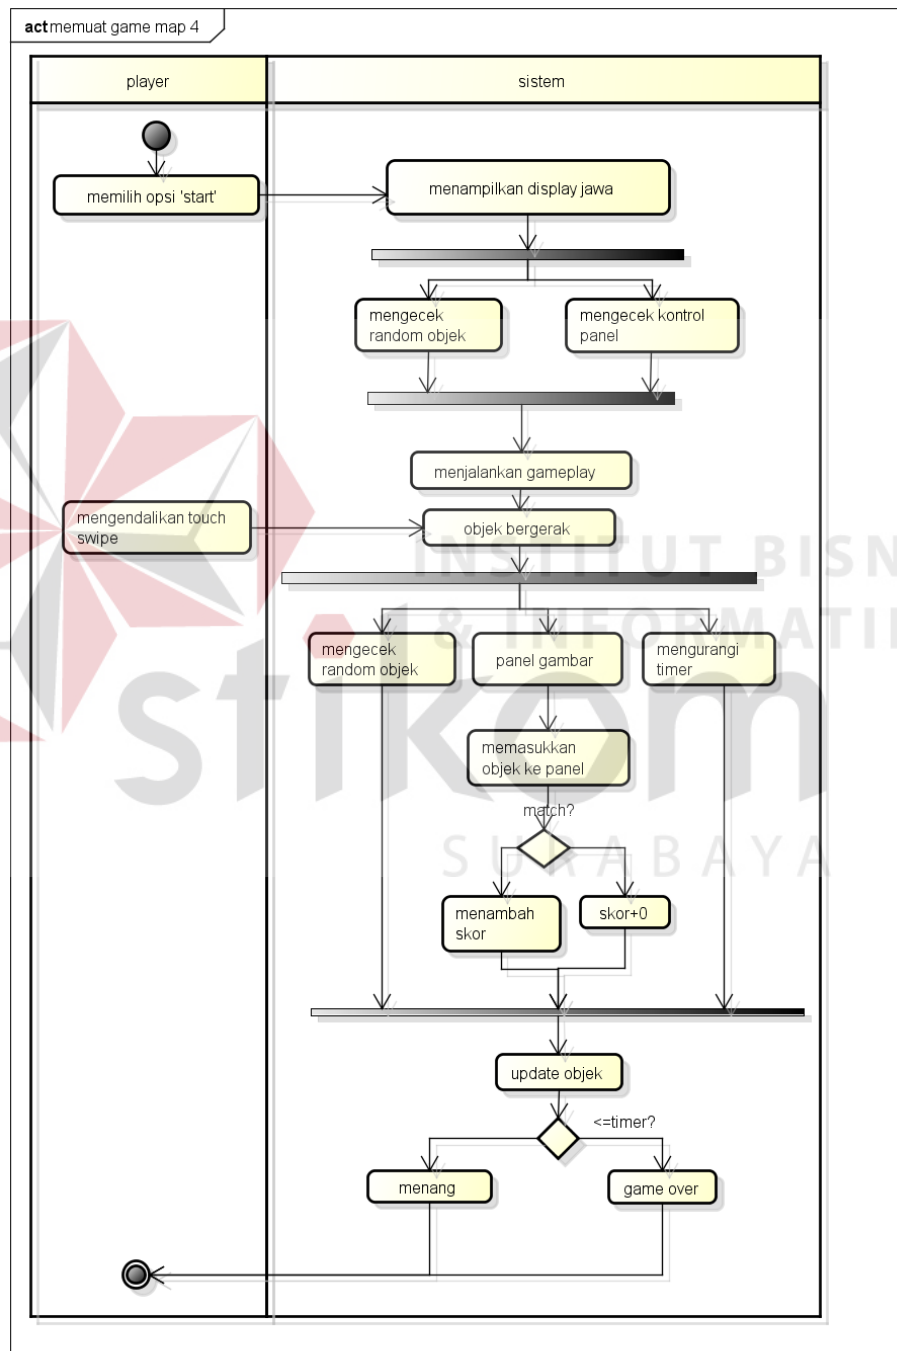 act memuat game map 4
player
sistem
memilih opsi 'start'
menampilkan display jawa
mengecek
random objek
mengecek kontrol
panel
menjalankan gameplay
mengendalikan touch
swipe
objek bergerak
INSTITUT BISN
& INFORMATI
mengecek
random objek
panel gambar
mengurangi
timer
stikom
memasukkan
objek ke panel
match?
SURABAYA
menambah
skor
skor+0
update objek
<=timer?
menang
game over